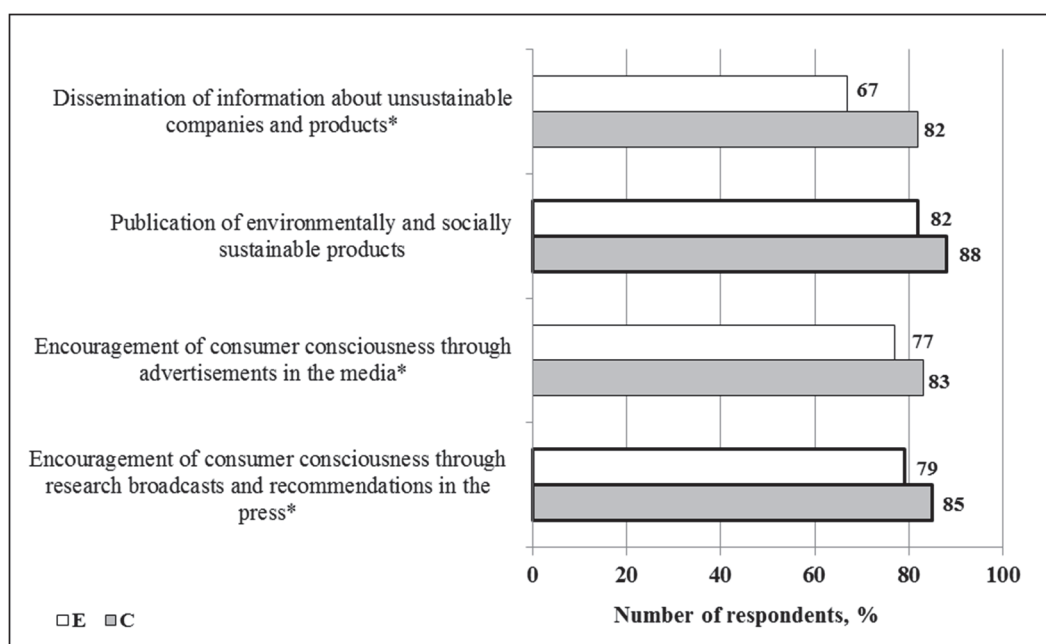 Dissemination of information about unsustainable
companies and products*
67
82
Publication of environmentally and socially
sustainable products
82
88
Encouragement of consumer consciousness through
advertisements in the media*
77
83
Encouragement of consumer consciousness through
research broadcasts and recommendations in the
press*
79
85
0 20 40 60 80 100
Number of respondents, %
E C